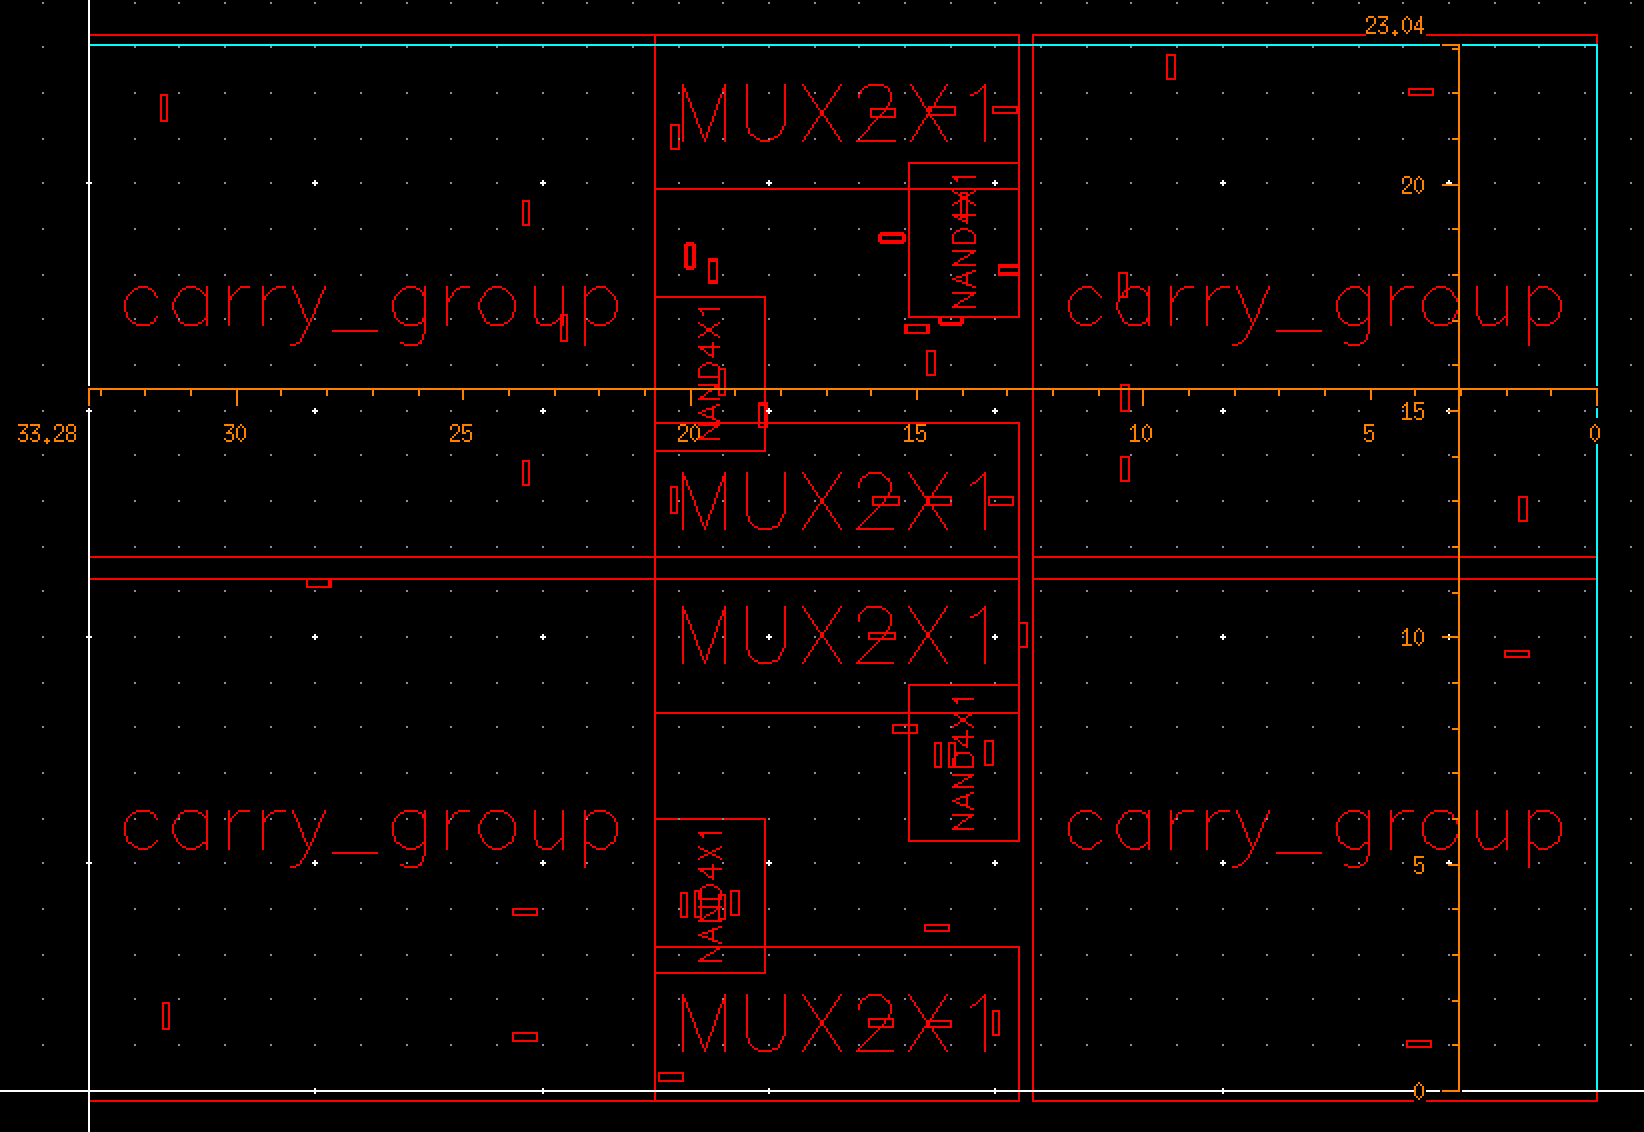 23.04
MUX2X1
20
NAND4X1
carry_group
carry_group
NAND4X1
15
33.28 30 25 20 15 10 5 0
MUX2X1
MUX2X1
10
NAND4X1
carry_group
carry_group
NAND4X1
5
MUX2X1
0